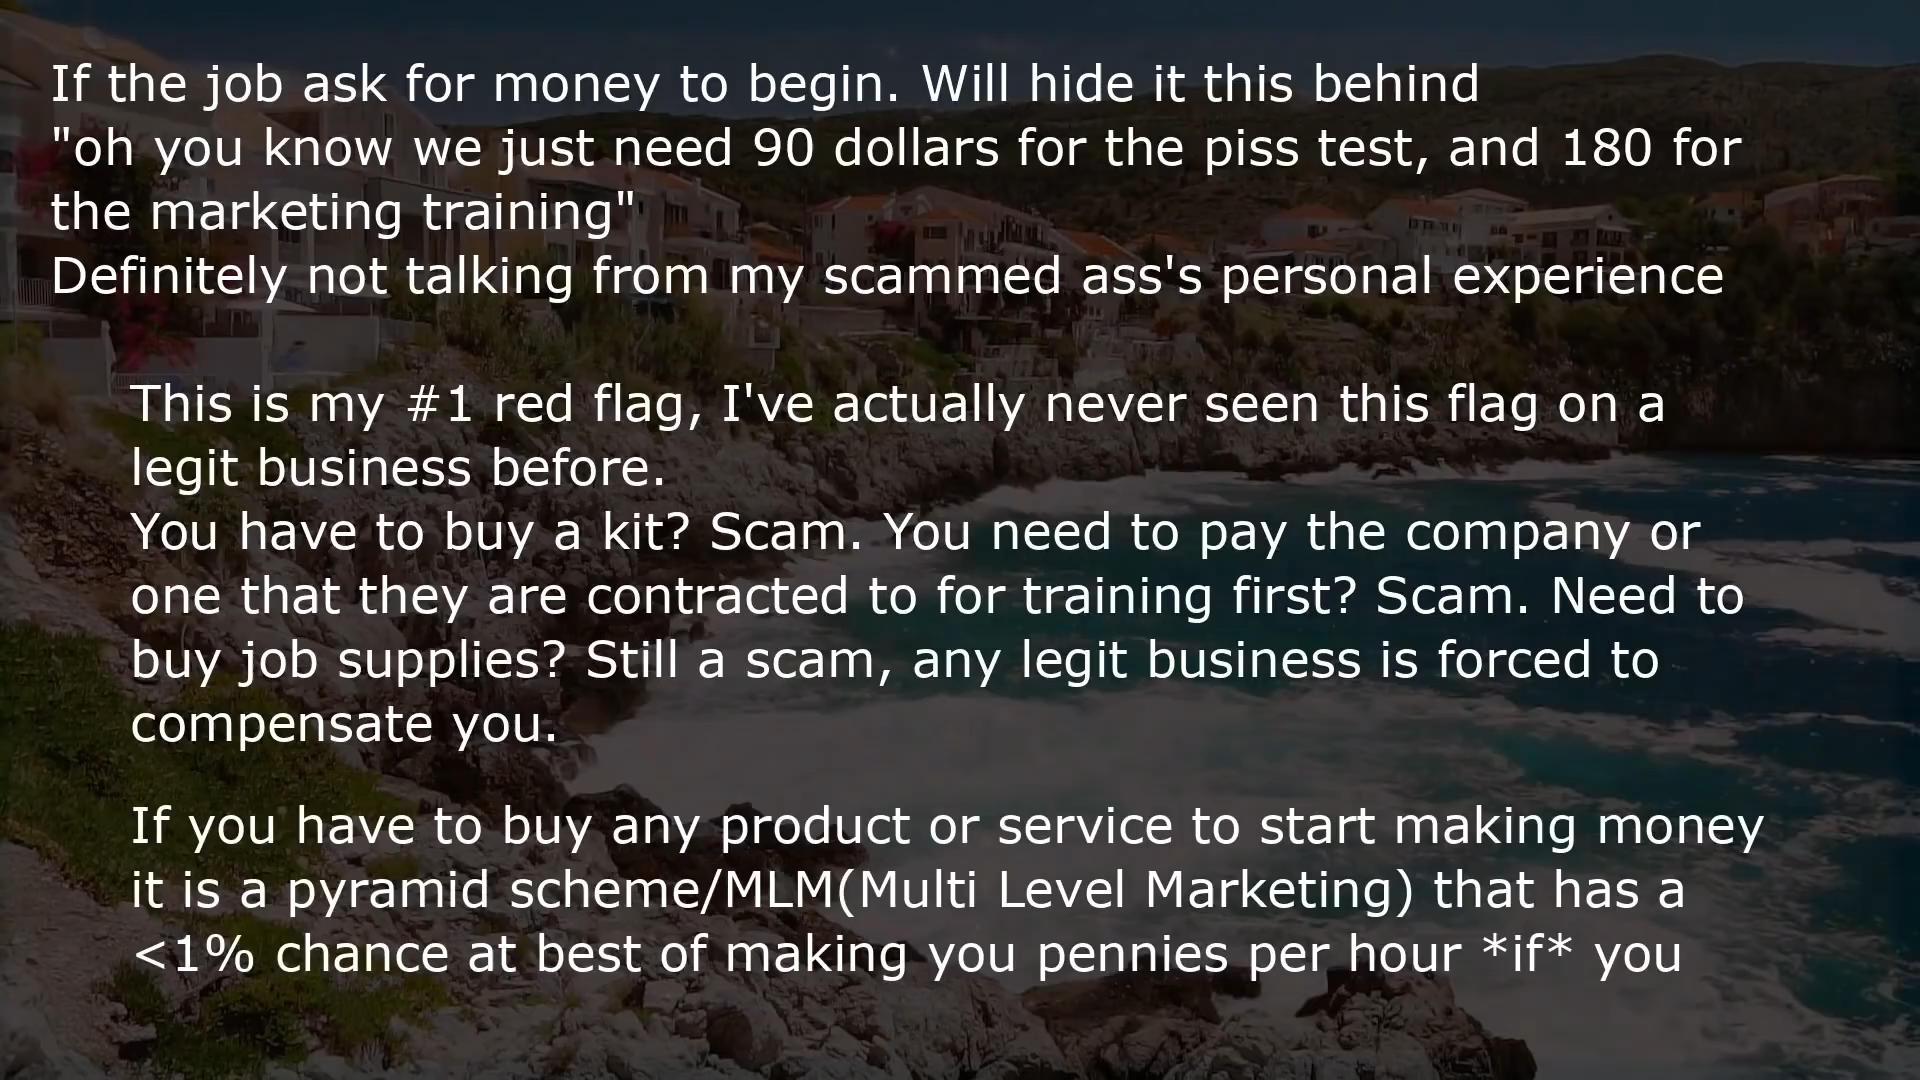 If the job ask for money to begin. Will hide it this behind
"oh you know we just need 90 dollars for the piss test, and 180 for
the marketing training"
Definitely not talking from my scammed ass's personal experience
This is my #1 red flag, I've actually never seen this flag on a
legit business before.
You have to buy a kit? Scam. You need to pay the company or
one that they are contracted to for training first? Scam. Need to
buy job supplies? Still a scam, any legit business is forced to
compensate you.
If you have to buy any product or service to start making money
it is a pyramid scheme/MLM(Multi Level Marketing) that has a
<1% chance at best of making you pennies per hour *if* you